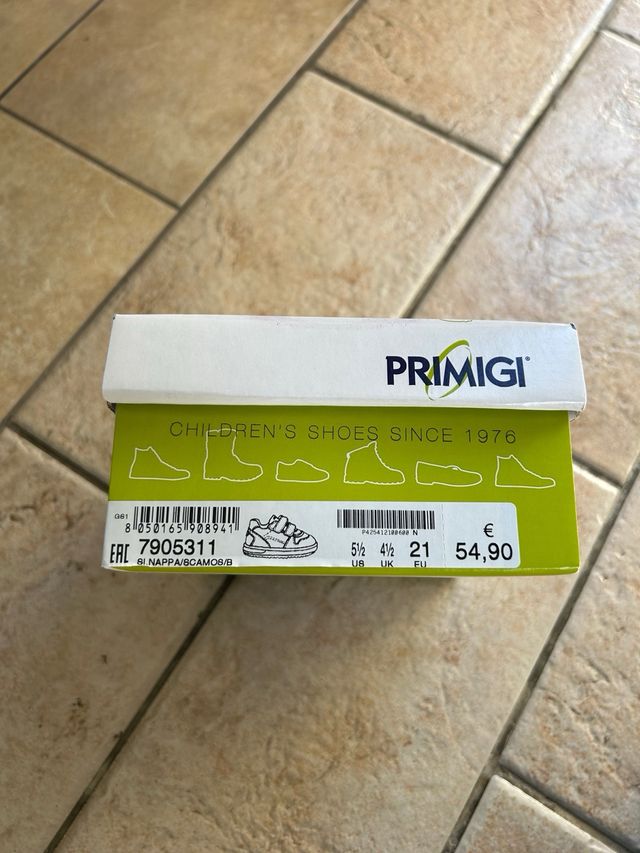 PRIMIGI®
CHILDREN'S SHOES SINCE 1976
G61
8 050165 908941
P425412100600 N
EAC 7905311
SI.NAPPA/SCAMOS/B
5½ 4½ 21
US UK EU
€
54,90